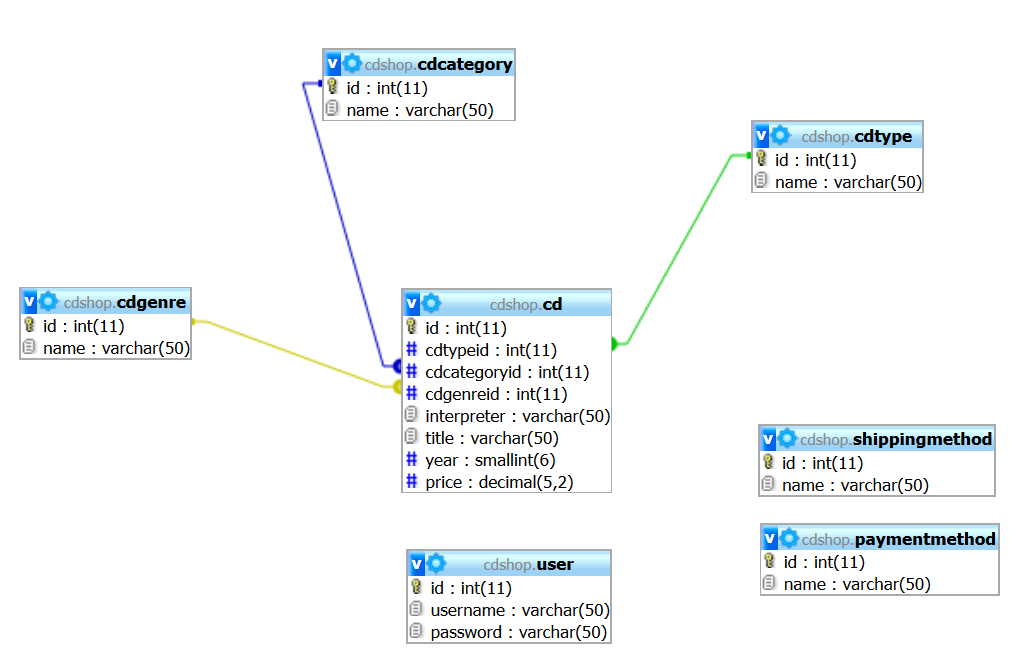 v cdshop.cdcategory
id : int(11)
name : varchar(50)
v cdshop.cdtype
id : int(11)
name : varchar(50)
v cdshop.cdgenre
id : int(11)
name : varchar(50)
v cdshop.cd
id : int(11)
# cdtypeid : int(11)
# cdcategoryid : int(11)
# cdgenreid : int(11)
interpreter : varchar(50)
title : varchar(50)
# year : smallint(6)
# price : decimal(5,2)
v cdshop.shippingmethod
id : int(11)
name : varchar(50)
v cdshop.paymentmethod
id : int(11)
name : varchar(50)
v cdshop.user
id : int(11)
username : varchar(50)
password : varchar(50)